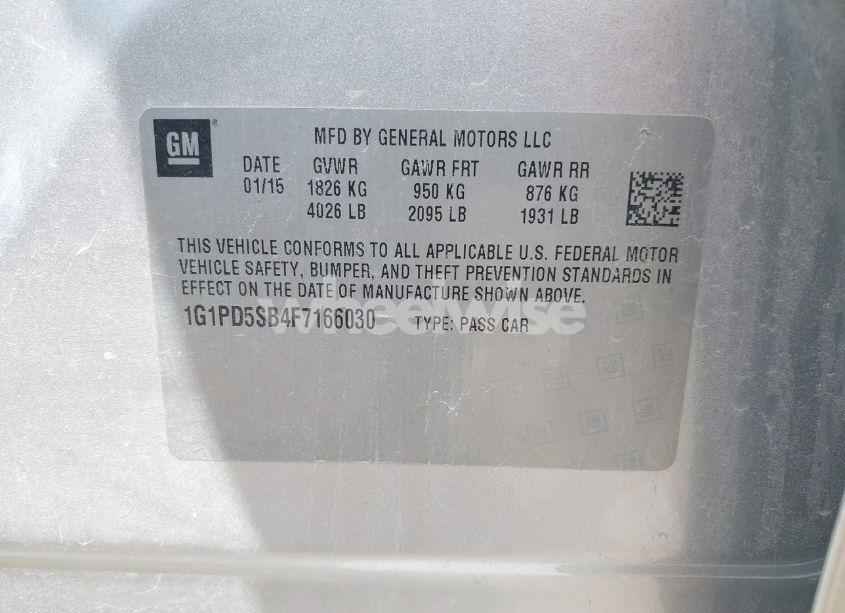 GM
MFD BY GENERAL MOTORS LLC
DATE GVWR GAWR FRT GAWR RR
01/15 1826 KG 950 KG 876 KG
4026 LB 2095 LB 1931 LB
THIS VEHICLE CONFORMS TO ALL APPLICABLE U.S. FEDERAL MOTOR
VEHICLE SAFETY, BUMPER, AND THEFT PREVENTION STANDARDS IN
EFFECT ON THE DATE OF MANUFACTURE SHOWN ABOVE.
1G1PD5SB4F7166030 TYPE: PASS CAR
wheelwise